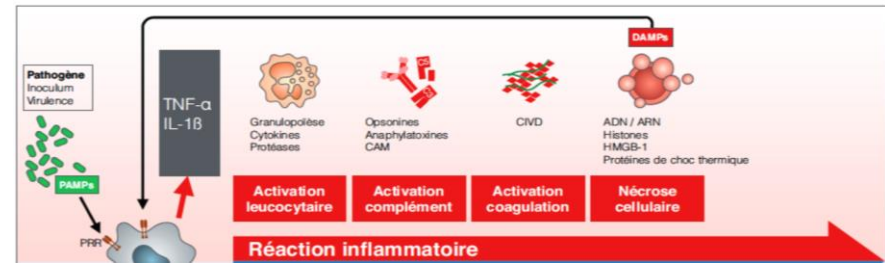 DAMPs
Pathogène
Inoculum
Virulence
PAMPs
PRR
TNF-α
IL-1ß
Granulopoïèse
Cytokines
Protéases
Opsonines
Anaphylatoxines
CAM
CIVD
ADN / ARN
Histones
HMGB-1
Protéines de choc thermique
Activation
leucocytaire
Activation
complément
Activation
coagulation
Nécrose
cellulaire
Réaction inflammatoire